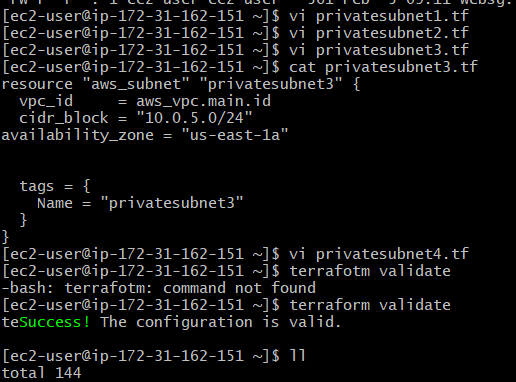 [ec2-user@ip-172-31-162-151 ~]$ vi privatesubnet1.tf
[ec2-user@ip-172-31-162-151 ~]$ vi privatesubnet2.tf
[ec2-user@ip-172-31-162-151 ~]$ vi privatesubnet3.tf
[ec2-user@ip-172-31-162-151 ~]$ cat privatesubnet3.tf
resource "aws_subnet" "privatesubnet3" {
  vpc_id     = aws_vpc.main.id
  cidr_block = "10.0.5.0/24"
availability_zone = "us-east-1a"
  tags = {
    Name = "privatesubnet3"
  }
}
[ec2-user@ip-172-31-162-151 ~]$ vi privatesubnet4.tf
[ec2-user@ip-172-31-162-151 ~]$ terrafotm validate
-bash: terrafotm: command not found
[ec2-user@ip-172-31-162-151 ~]$ terraform validate
teSuccess! The configuration is valid.
[ec2-user@ip-172-31-162-151 ~]$ ll
total 144